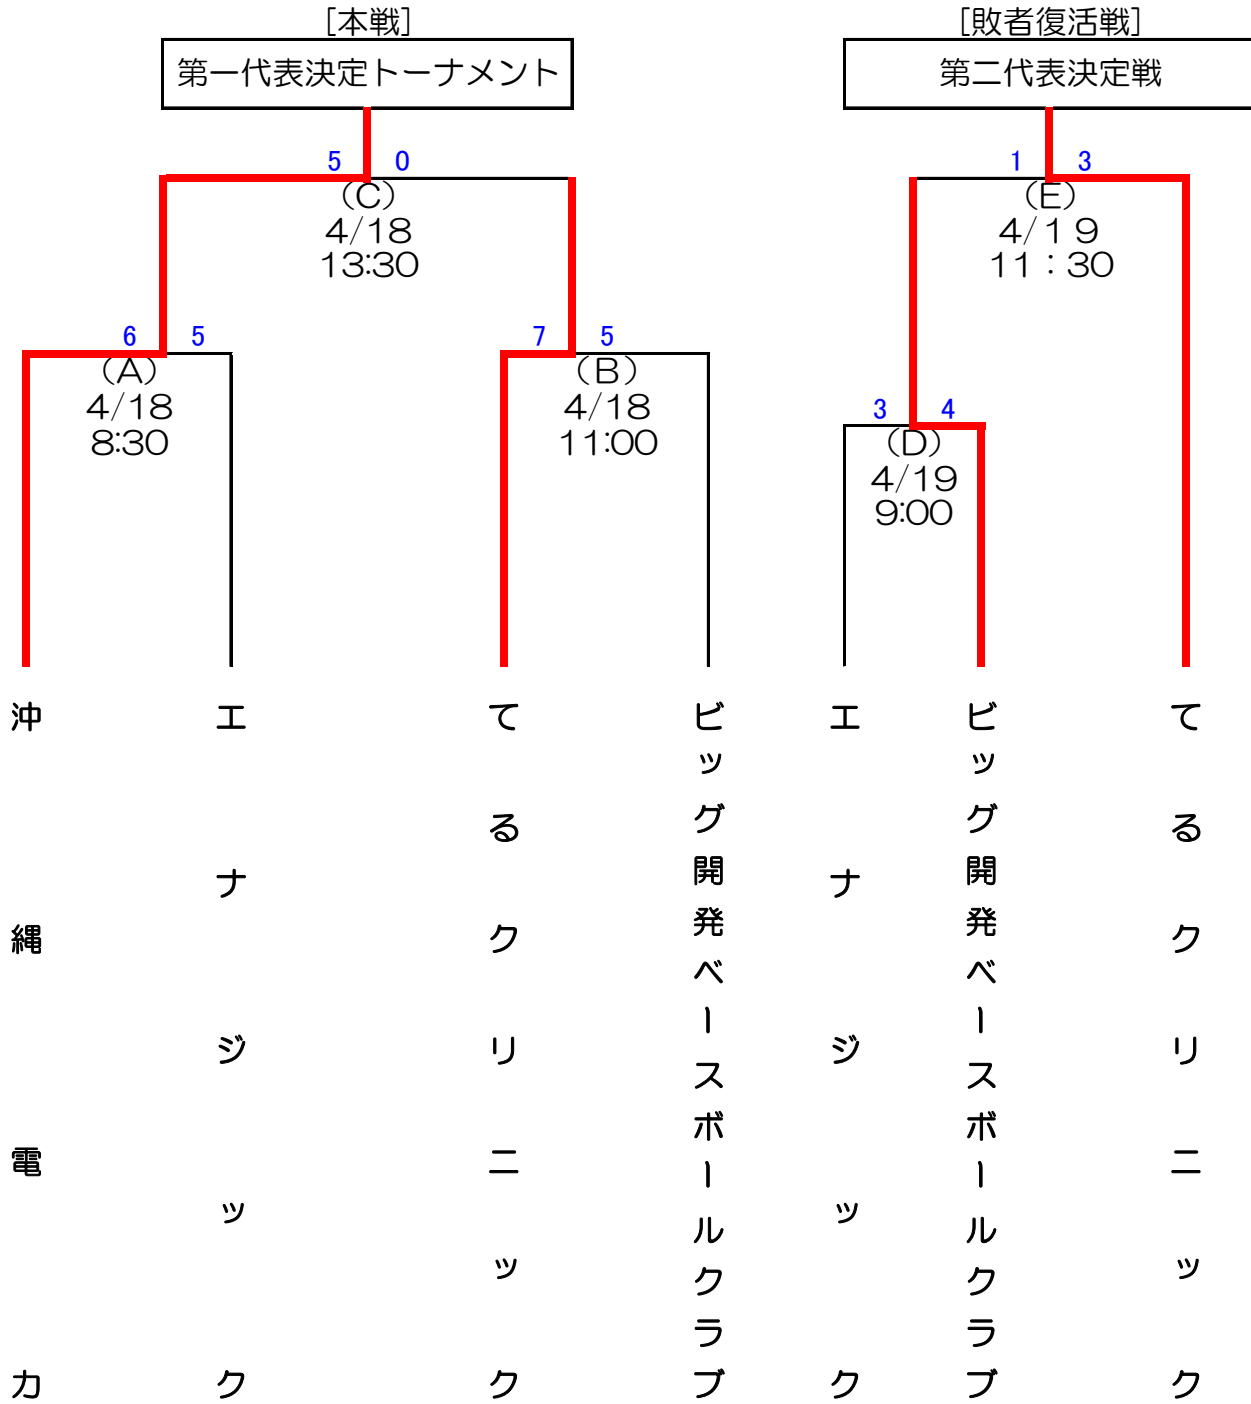 [本戦]
第一代表決定トーナメント
5 0
(C)
4/18
13:30
6 5
(A)
4/18
8:30
7 5
(B)
4/18
11:00
沖縄電力
エナジック
てるクリニック
ビッグ開発ベースボールクラブ
[敗者復活戦]
第二代表決定戦
1 3
(E)
4/19
11:30
3 4
(D)
4/19
9:00
エナジック
ビッグ開発ベースボールクラブ
てるクリニック